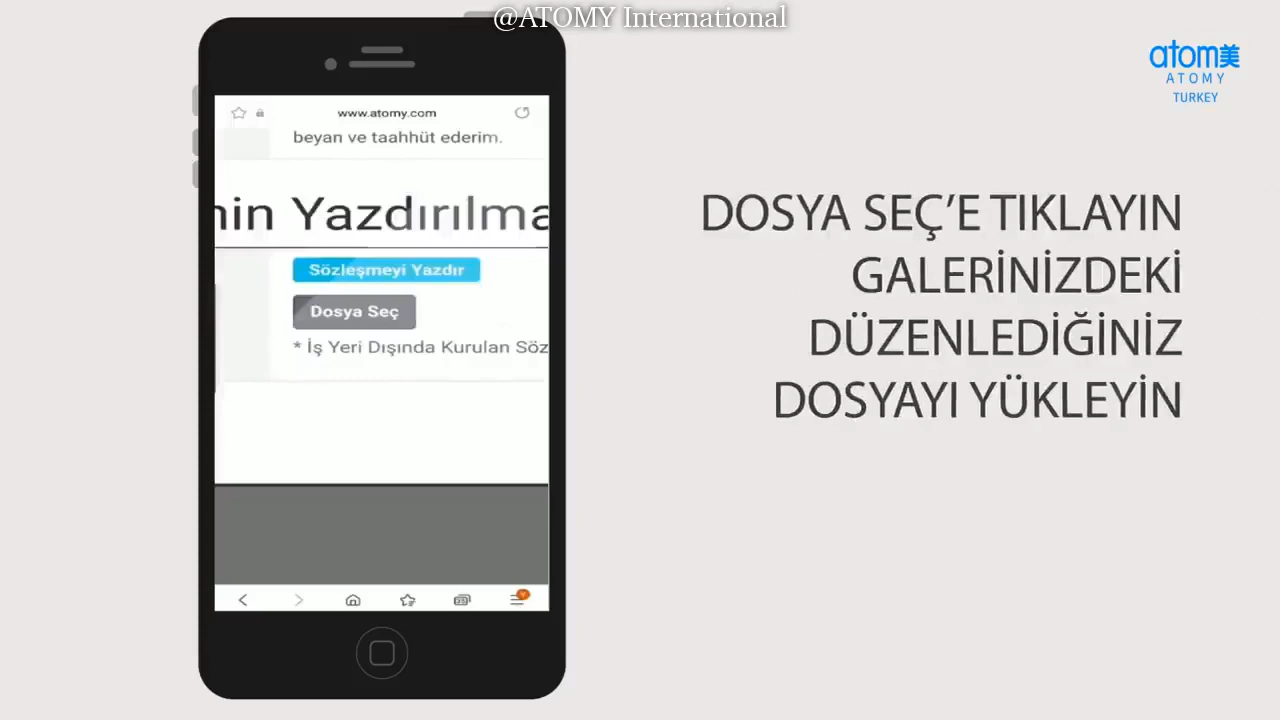 @ATOMY International
atom美
ATOMY
TURKEY
www.atomy.com
beyan ve taahhüt ederim.
nin Yazdırılma
Sözleşmeyi Yazdır
Dosya Seç
* İş Yeri Dışında Kurulan Söz
DOSYA SEÇ’E TIKLAYIN
GALERİNİZDEKİ
DÜZENLEDİĞİNİZ
DOSYAYI YÜKLEYİN